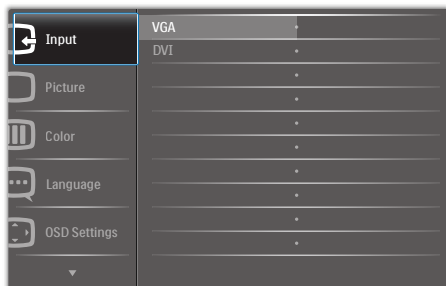 Input
VGA
DVI
Picture
Color
Language
OSD Settings